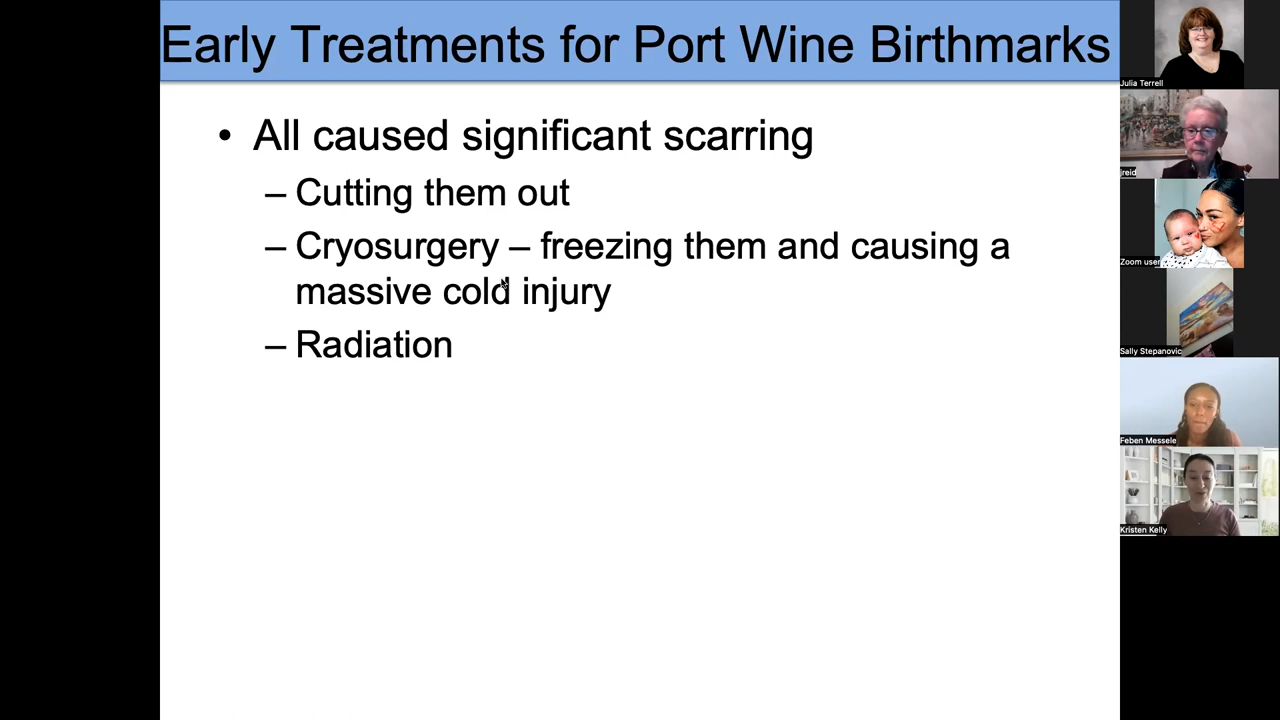 Early Treatments for Port Wine Birthmarks
• All caused significant scarring
– Cutting them out
– Cryosurgery – freezing them and causing a
massive cold injury
– Radiation
Julia Terrell
jreid
Zoom user
Sally Stepanovic
Feben Messele
Kristen Kelly